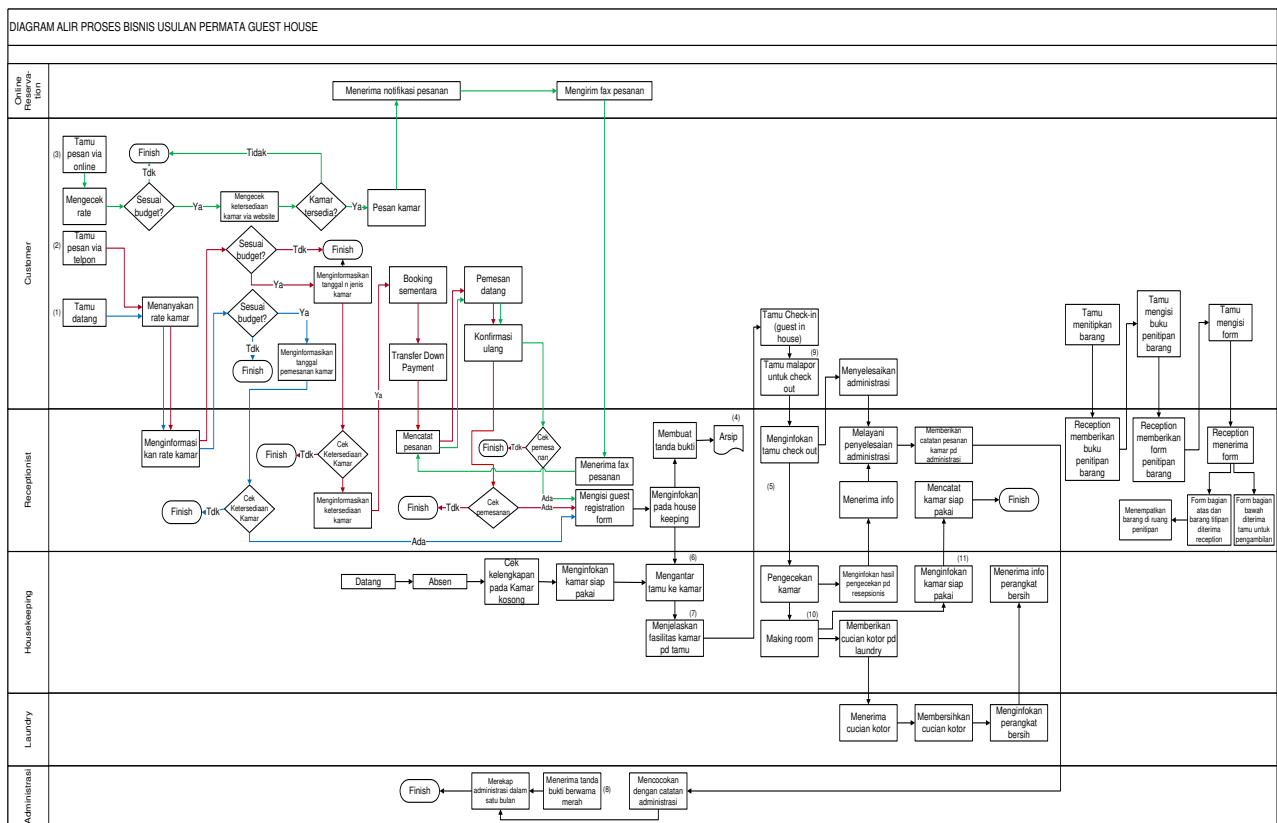 DIAGRAM ALIR PROSES BISNIS USULAN PERMATA GUEST HOUSE
Online
Reserva-
tion
Menerima notifikasi pesanan
Mengirim fax pesanan
Customer
(3)
Tamu
pesan via
online
Finish
Tidak
Tdk
Mengecek
rate
Sesuai
budget?
Ya
Mengecek
ketersediaan
kamar via website
Kamar
tersedia?
Ya
Pesan kamar
(2)
Tamu
pesan via
telpon
Sesuai
budget?
Tdk
Finish
Ya
Menginformasikan
tanggal n jenis
kamar
Booking
sementara
Pemesan
datang
(1)
Tamu
datang
Menanyakan
rate kamar
Sesuai
budget?
Ya
Tdk
Finish
Menginformasikan
tanggal
pemesanan kamar
Ya
Transfer Down
Payment
Konfirmasi
ulang
Tamu Check-in
(guest in
house)
(9)
Tamu malapor
untuk check
out
Menyelesaikan
administrasi
Tamu
menitipkan
barang
Tamu
mengisi
buku
penitipan
barang
Tamu
mengisi
form
Receptionist
Menginformasi
kan rate kamar
Finish
Tdk
Cek
Ketersediaan
Kamar
Mencatat
pesanan
Finish
Tdk
Cek
pemesa
nan
Menerima fax
pesanan
Membuat
tanda bukti
(4)
Arsip
Menginfokan
tamu check out
(5)
Melayani
penyelesaian
administrasi
Memberikan
catatan pesanan
kamar pd
administrasi
Reception
memberikan
buku
penitipan
barang
Reception
memberikan
form
penitipan
barang
Reception
menerima
form
Finish
Tdk
Cek
Ketersediaan
Kamar
Ada
Menginformasikan
ketersediaan
kamar
Finish
Tdk
Cek
pemesanan
Ada
Ada
Mengisi guest
registration
form
Menginfokan
pada house
keeping
Menerima info
Mencatat
kamar siap
pakai
Finish
Menempatkan
barang di ruang
penitipan
Form bagian
atas dan
barang titipan
diterima
reception
Form bagian
bawah diterima
tamu untuk
pengambilan
Housekeeping
Datang
Absen
Cek
kelengkapan
pada Kamar
kosong
Menginfokan
kamar siap
pakai
(6)
Mengantar
tamu ke kamar
(7)
Menjelaskan
fasilitas kamar
pd tamu
Pengecekan
kamar
Menginfokan hasil
pengecekan pd
resepsionis
(11)
Menginfokan
kamar siap
pakai
Menerima info
perangkat
bersih
(10)
Making room
Memberikan
cucian kotor pd
laundry
Laundry
Menerima
cucian kotor
Membersihkan
cucian kotor
Menginfokan
perangkat
bersih
Administrasi
Finish
Merekap
administrasi dalam
satu bulan
Menerima tanda
bukti berwarna
merah
(8)
Mencocokan
dengan catatan
administrasi